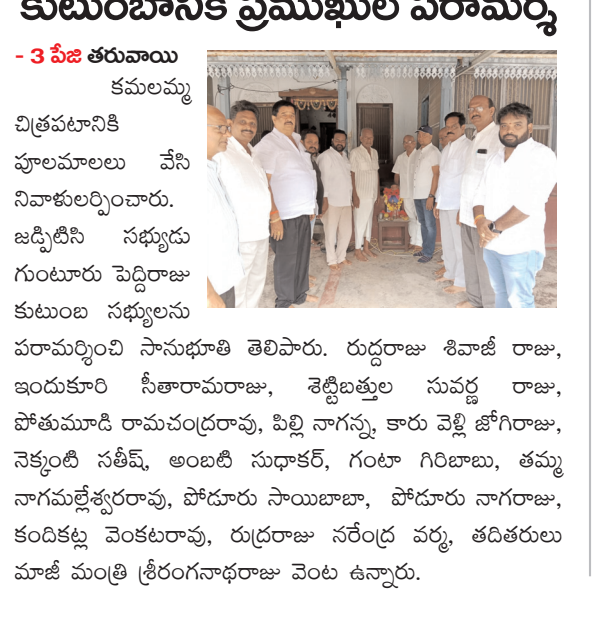 కుటుంబానికి ప్రముఖుల పరామర్శ
- 3 పేజి తరువాయి
కమలమ్మ
చిత్రపటానికి
పూలమాలలు వేసి
నివాళులర్పించారు.
జడ్పిటిసి సభ్యుడు
గుంటూరు పెద్దిరాజు
కుటుంబ సభ్యులను
పరామర్శించి సానుభూతి తెలిపారు. రుద్దరాజు శివాజీ రాజు,
ఇందుకూరి సీతారామరాజు, శెట్టిబత్తుల సువర్ణ రాజు,
పోతుమూడి రామచంద్రరావు, పిల్లి నాగన్న, కారు వెళ్లి జోగిరాజు,
నెక్కంటి సతీష్, అంబటి సుధాకర్, గంటా గిరిబాబు, తమ్మ
నాగమల్లేశ్వరరావు, పోడూరు సాయిబాబా, పోడూరు నాగరాజు,
కందికట్ల వెంకటరావు, రుద్రరాజు నరేంద్ర వర్మ, తదితరులు
మాజీ మంత్రి శ్రీరంగనాథరాజు వెంట ఉన్నారు.